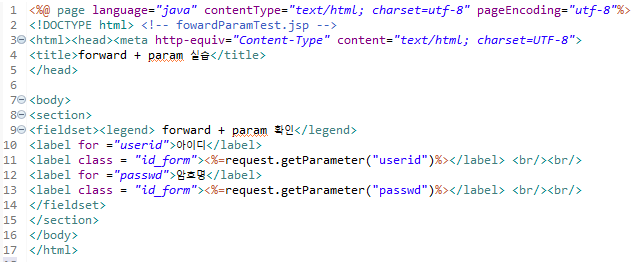 1 <%@ page language="java" contentType="text/html; charset=utf-8" pageEncoding="utf-8"%>
2 <!DOCTYPE html> <!-- fowardParamTest.jsp -->
3 <html><head><meta http-equiv="Content-Type" content="text/html; charset=UTF-8">
4 <title>forward + param 실습</title>
5 </head>
6
7 <body>
8 <section>
9 <fieldset><legend> forward + param 확인</legend>
10 <label for ="userid">아이디</label>
11 <label class = "id_form"><%=request.getParameter("userid")%></label> <br/><br/>
12 <label for ="passwd">암호명</label>
13 <label class = "id_form"><%=request.getParameter("passwd")%></label> <br/><br/>
14 </fieldset>
15 </section>
16 </body>
17 </html>